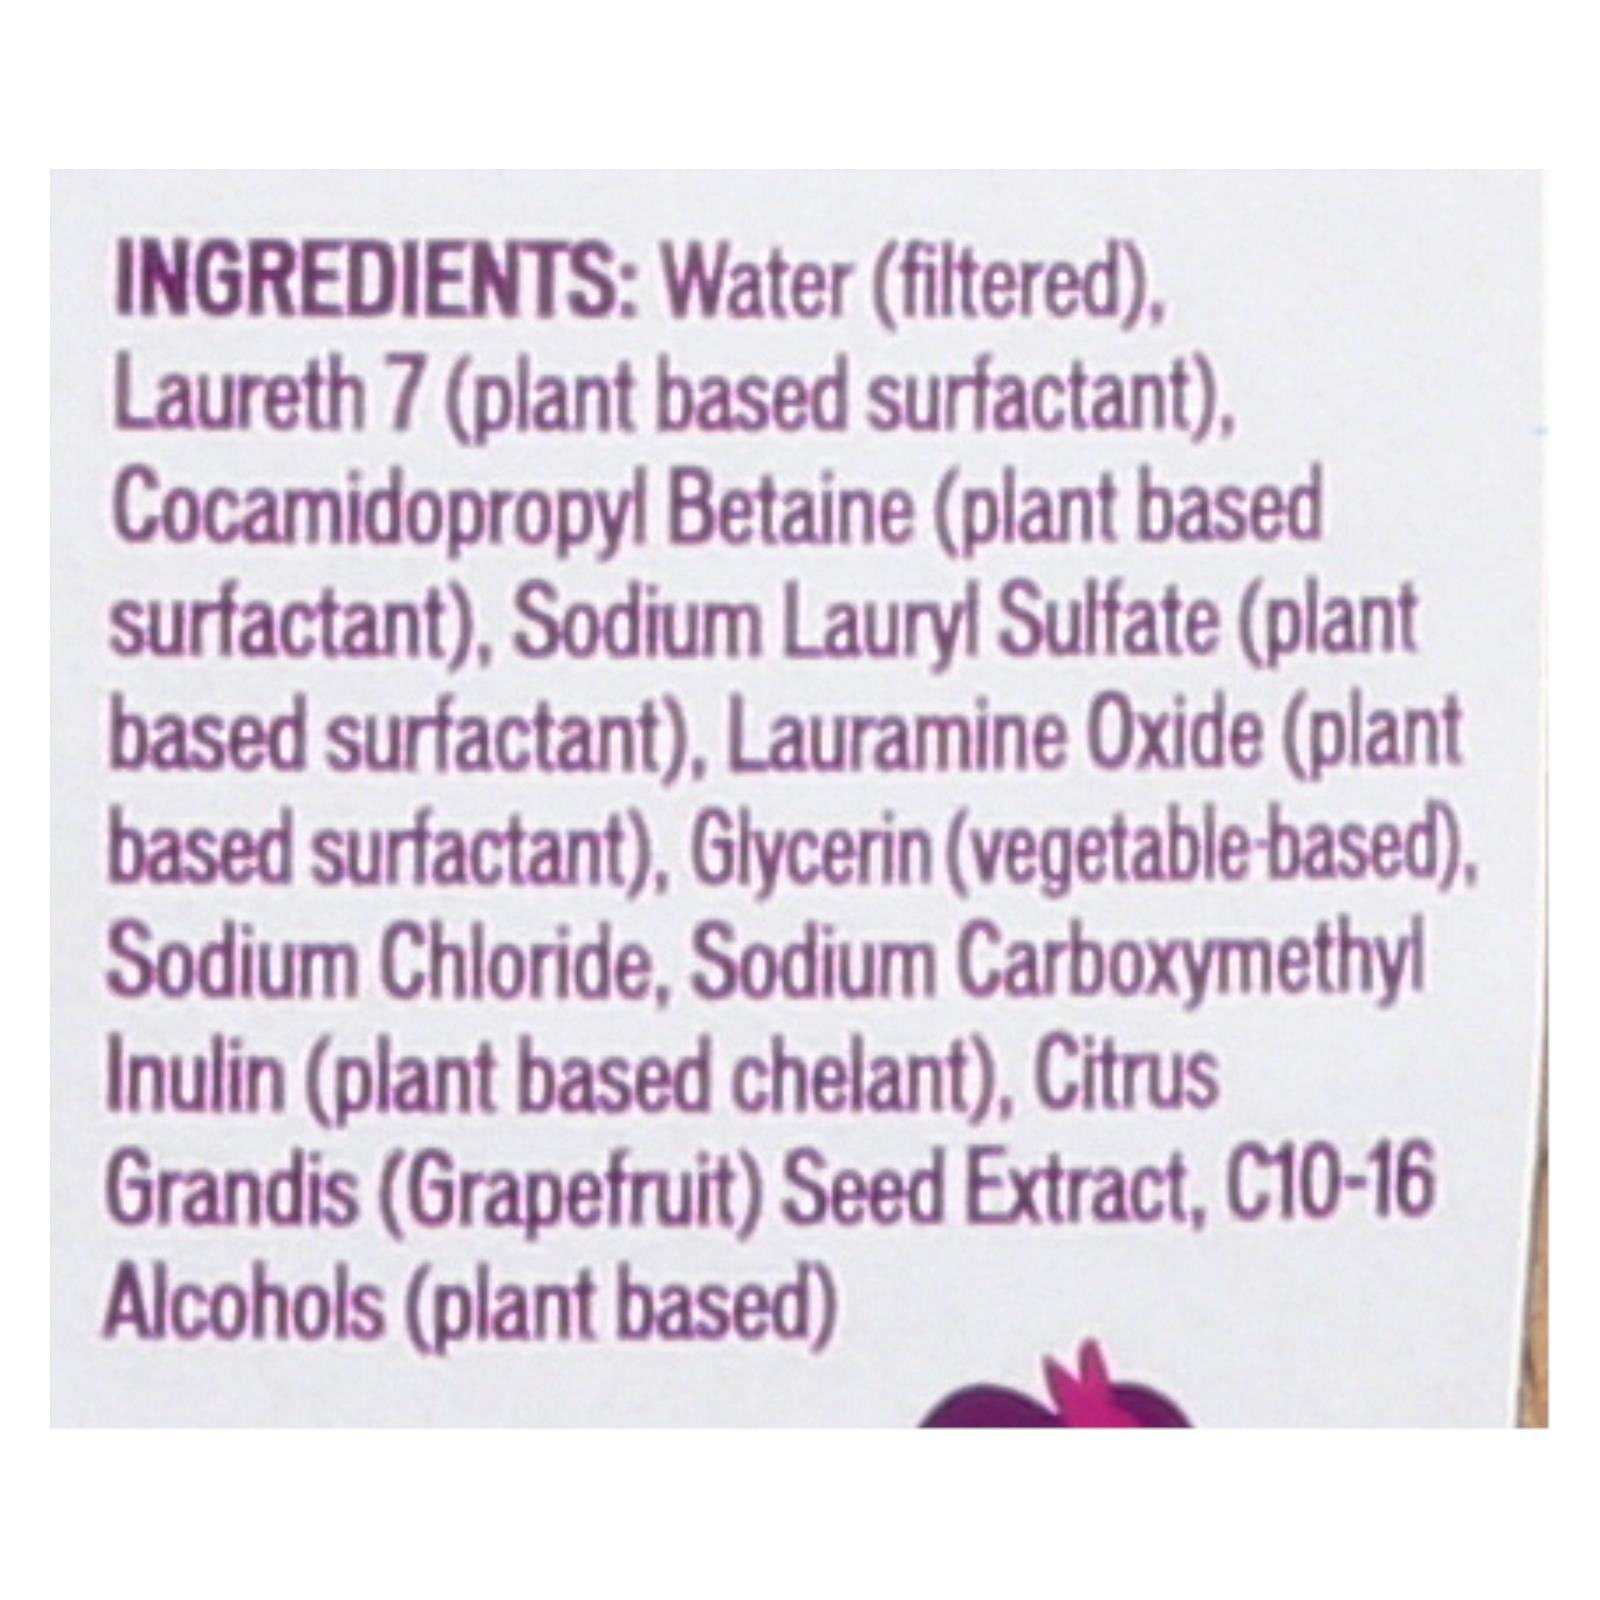 INGREDIENTS: Water (filtered),
Laureth 7 (plant based surfactant),
Cocamidopropyl Betaine (plant based
surfactant), Sodium Lauryl Sulfate (plant
based surfactant), Lauramine Oxide (plant
based surfactant), Glycerin (vegetable-based),
Sodium Chloride, Sodium Carboxymethyl
Inulin (plant based chelant), Citrus
Grandis (Grapefruit) Seed Extract, C10-16
Alcohols (plant based)